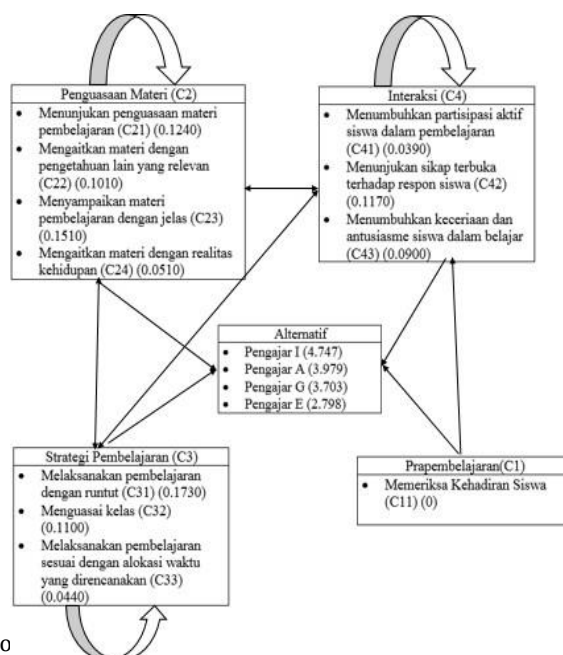 Penguasaan Materi (C2)
• Menunjukan penguasaan materi
pembelajaran (C21) (0.1240)
• Mengaitkan materi dengan
pengetahuan lain yang relevan
(C22) (0.1010)
• Menyampaikan materi
pembelajaran dengan jelas (C23)
(0.1510)
• Mengaitkan materi dengan realitas
kehidupan (C24) (0.0510)
Interaksi (C4)
• Menumbuhkan partisipasi aktif
siswa dalam pembelajaran
(C41) (0.0390)
• Menunjukan sikap terbuka
terhadap respon siswa (C42)
(0.1170)
• Menumbuhkan keceriaan dan
antusiasme siswa dalam belajar
(C43) (0.0900)
Alternatif
• Pengajar I (4.747)
• Pengajar A (3.979)
• Pengajar G (3.703)
• Pengajar E (2.798)
Strategi Pembelajaran (C3)
• Melaksanakan pembelajaran
dengan runtut (C31) (0.1730)
• Menguasai kelas (C32)
(0.1100)
• Melaksanakan pembelajaran
sesuai dengan alokasi waktu
yang direncanakan (C33)
(0.0440)
Prapembelajaran(C1)
• Memeriksa Kehadiran Siswa
(C11) (0)